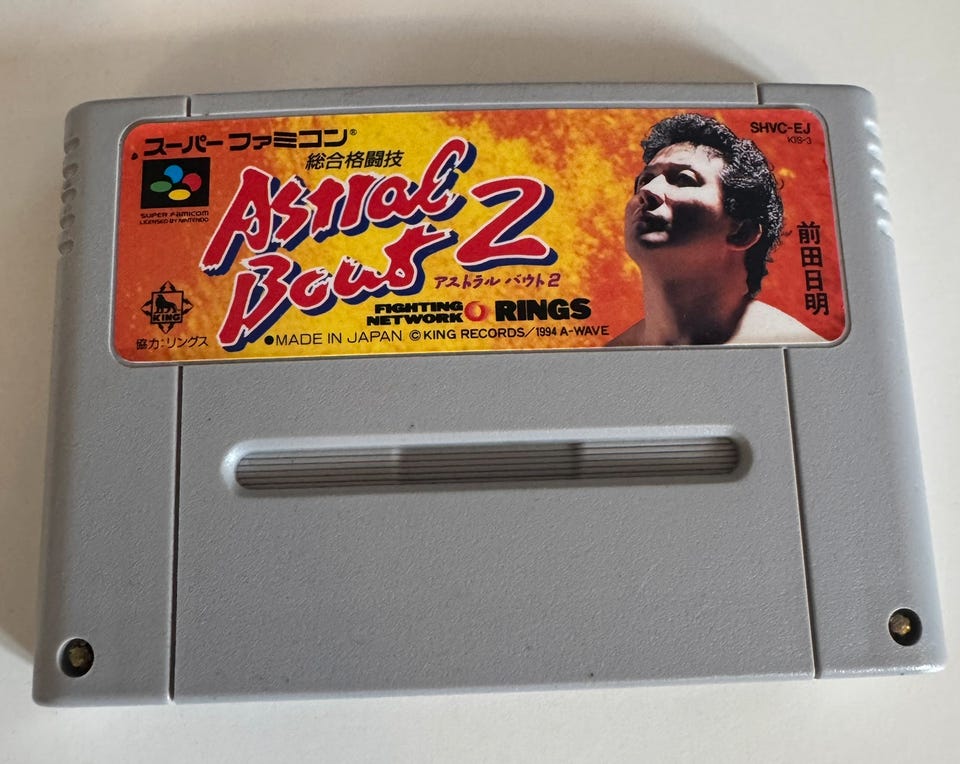 スーパーファミコン®
総合格闘技
SUPER FAMICOM
LICENSED BY NINTENDO
Astral
Bout 2
アストラル バウト2
FIGHTING
NETWORK RINGS
KING
協力:リングス
●MADE IN JAPAN ©KING RECORDS/1994 A-WAVE
SHVC-EJ
KIS-3
前田日明